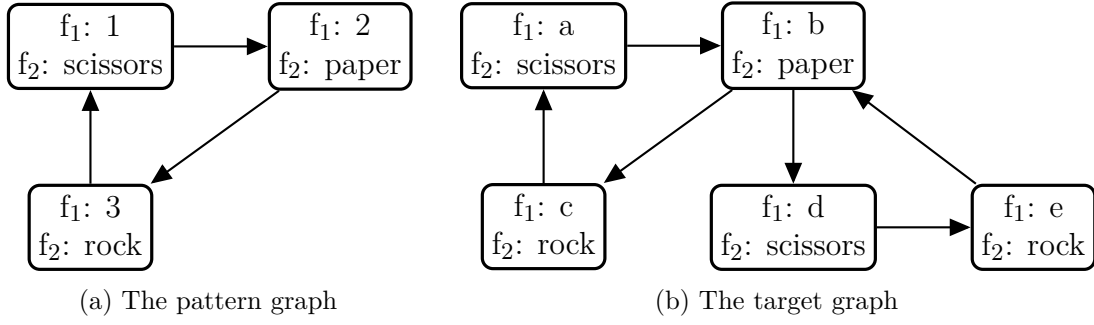 f₁: 1
f₂: scissors
f₁: 2
f₂: paper
f₁: 3
f₂: rock
(a) The pattern graph
f₁: a
f₂: scissors
f₁: b
f₂: paper
f₁: c
f₂: rock
f₁: d
f₂: scissors
f₁: e
f₂: rock
(b) The target graph